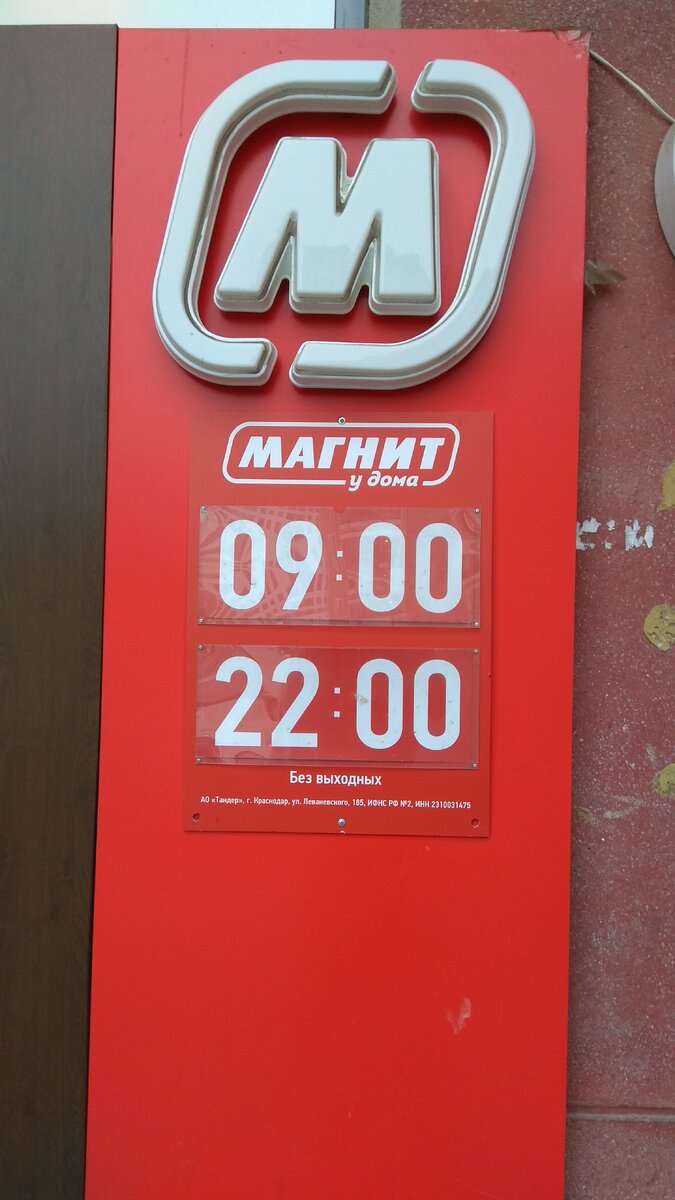 М
МАГНИТ
у дома
09:00
22:00
Без выходных
АО «Тандер», г. Краснодар, ул. Леваневского, 185, ИФНС РФ №2, ИНН 2310031475